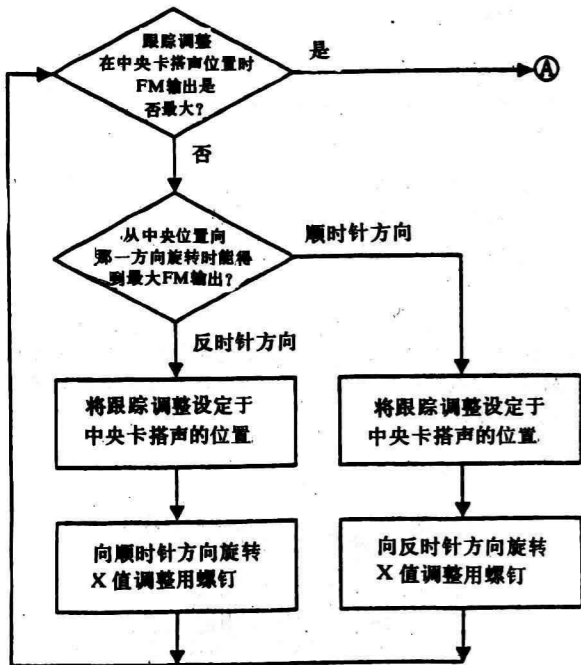 跟踪调整
在中央卡搭声位置时
FM输出是
否最大?
是
Ⓐ
否
从中央位置向
那一方向旋转时能得
到最大FM输出?
顺时针方向
反时针方向
将跟踪调整设定于
中央卡搭声的位置
将跟踪调整设定于
中央卡搭声的位置
向顺时针方向旋转
X值调整用螺钉
向反时针方向旋转
X值调整用螺钉